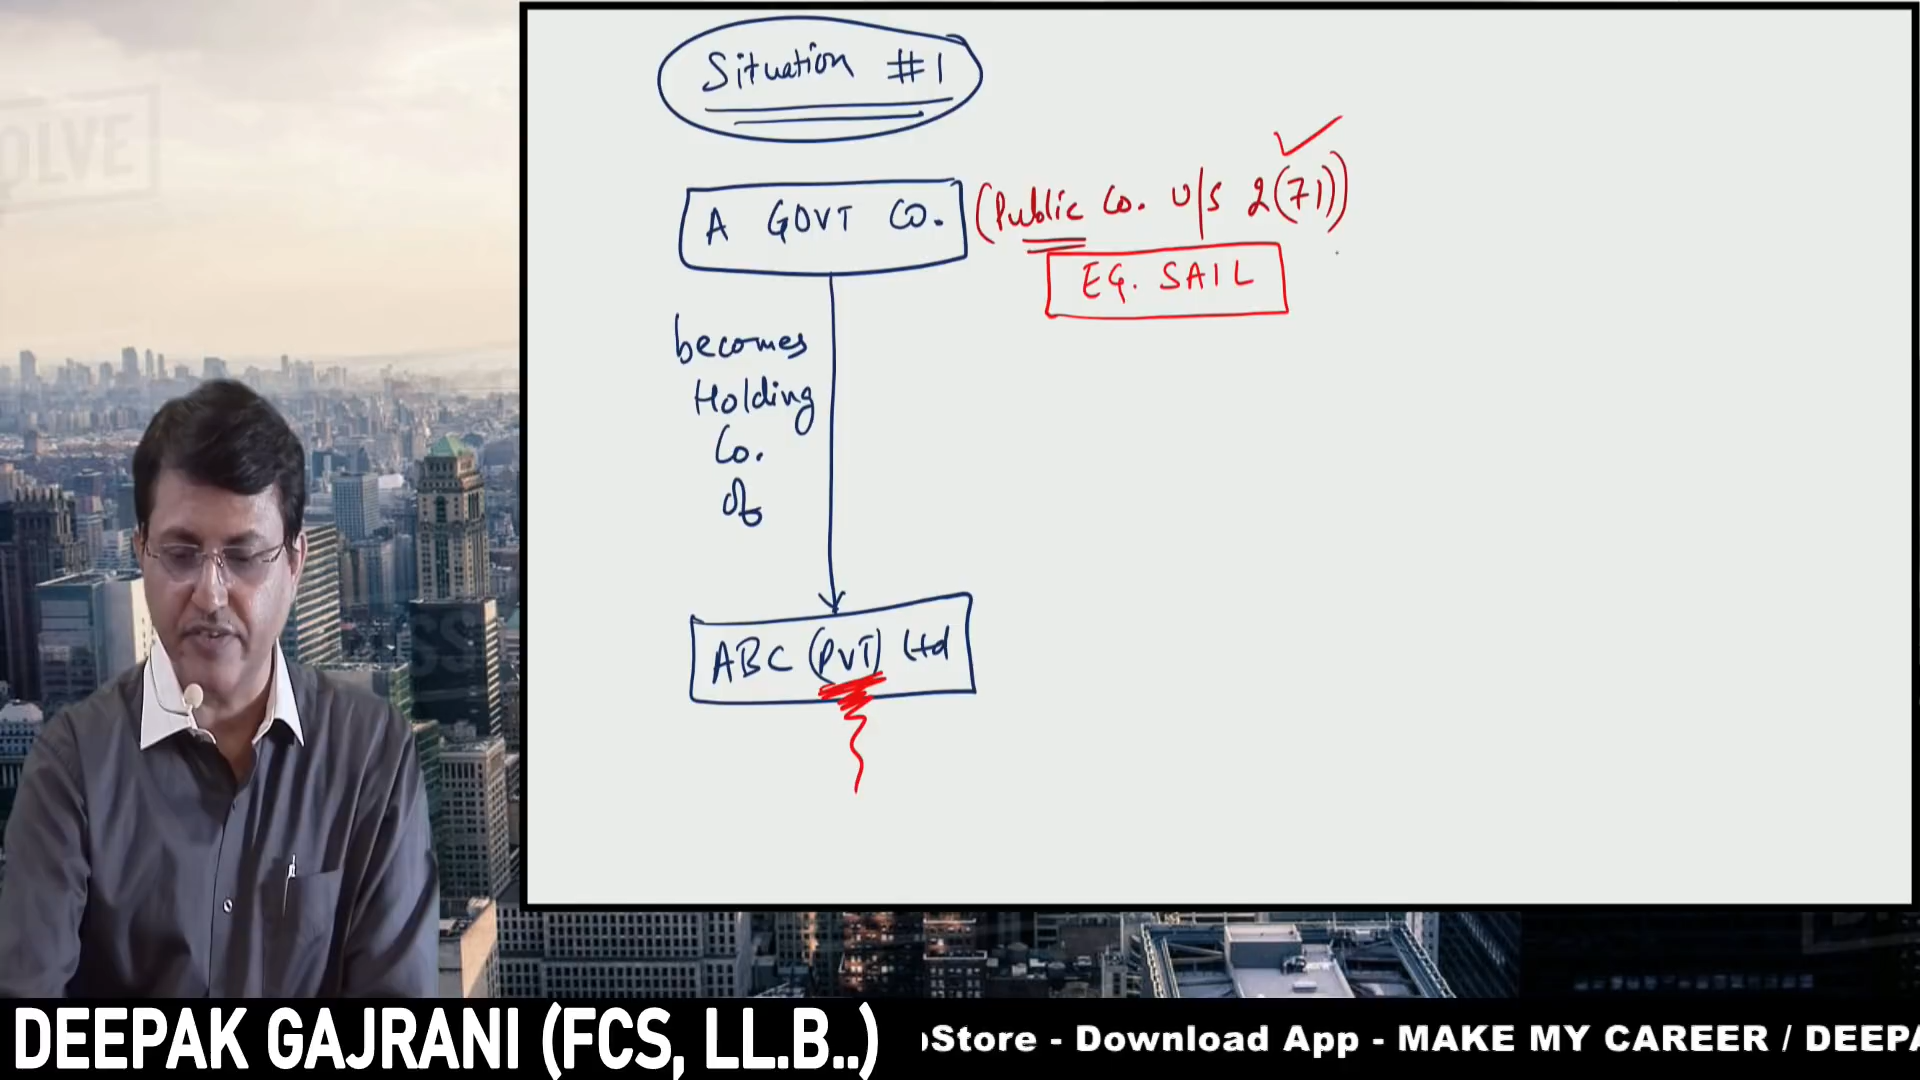 Situation #1
A GOVT CO. (Public Co. U/S 2(71))
EG. SAIL
becomes
Holding
Co.
of
ABC (PVT) Ltd
DEEPAK GAJRANI (FCS, LL.B..)
pStore - Download App - MAKE MY CAREER / DEEPA